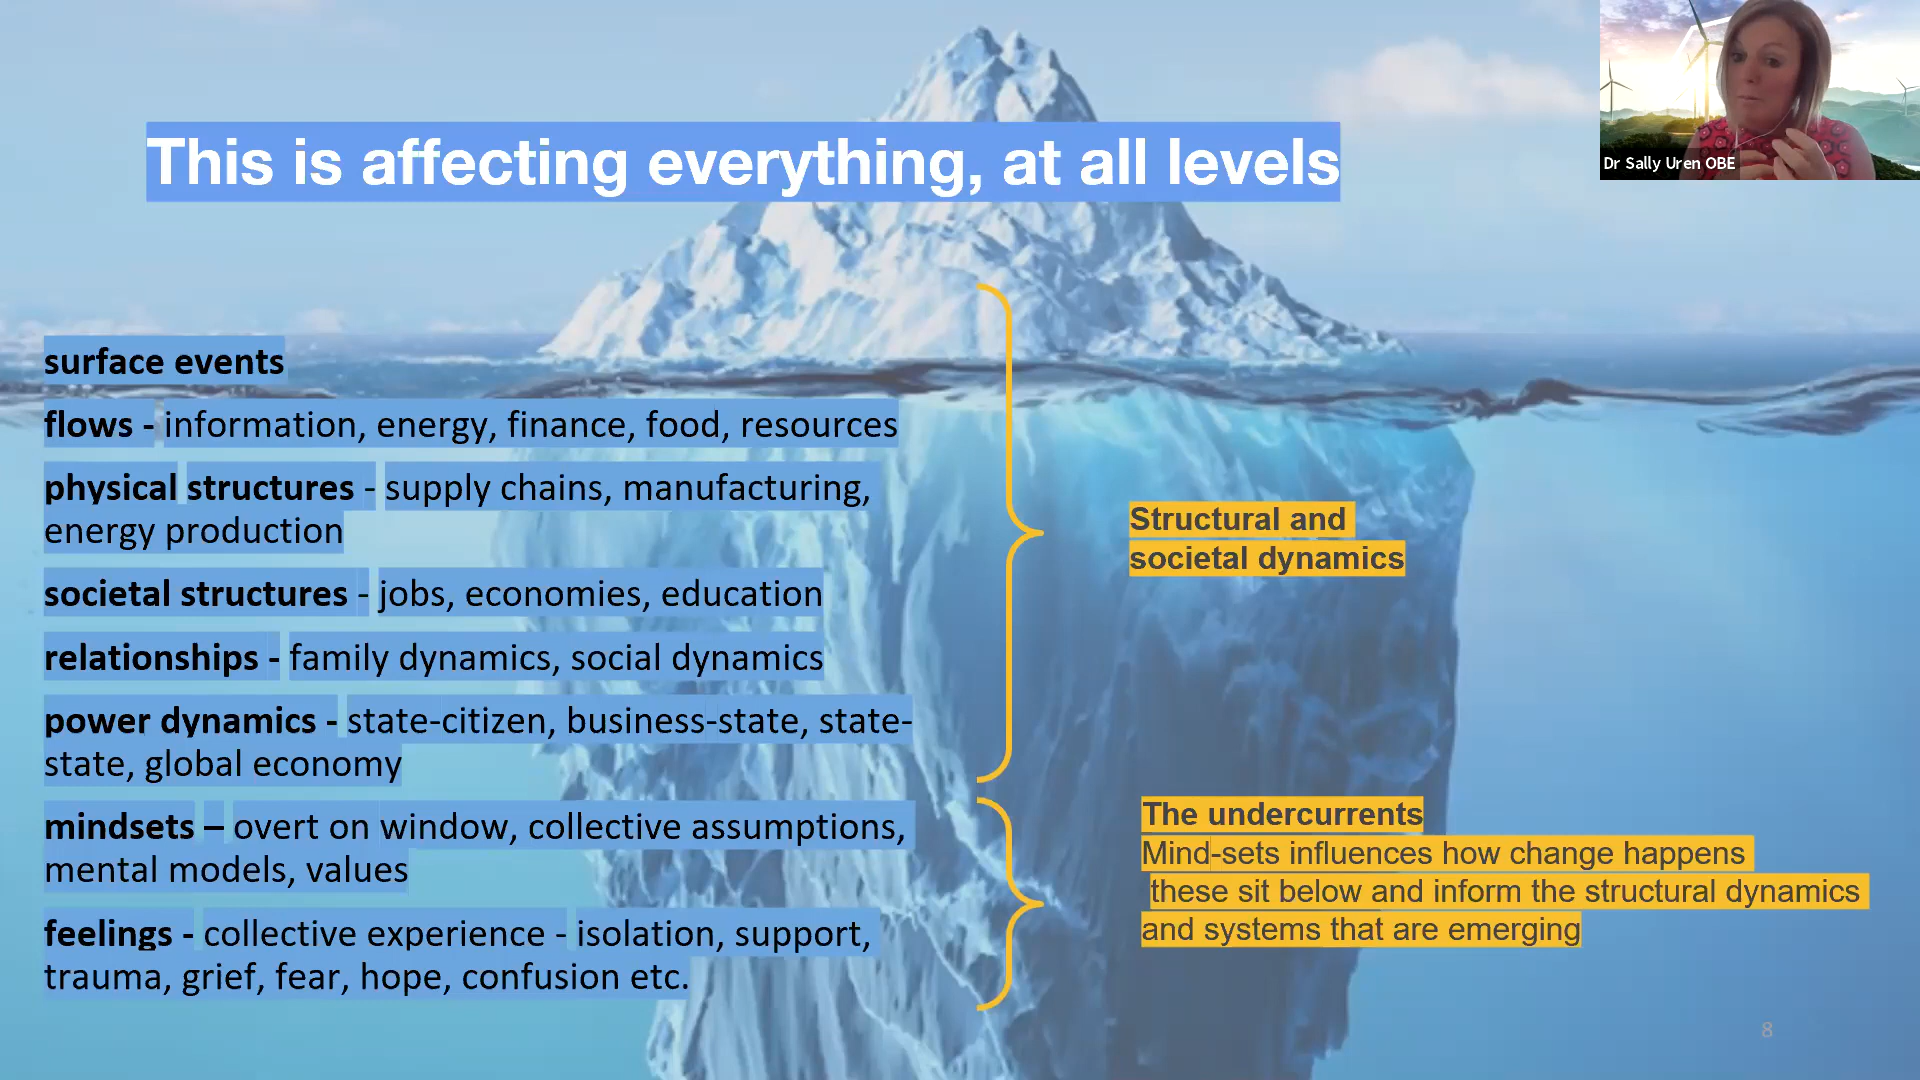 This is affecting everything, at all levels
Dr Sally Uren OBE
surface events
flows - information, energy, finance, food, resources
physical structures - supply chains, manufacturing,
energy production
societal structures - jobs, economies, education
relationships - family dynamics, social dynamics
power dynamics - state-citizen, business-state, state-
state, global economy
mindsets – overt on window, collective assumptions,
mental models, values
feelings - collective experience - isolation, support,
trauma, grief, fear, hope, confusion etc.
Structural and
societal dynamics
The undercurrents
Mind-sets influences how change happens
these sit below and inform the structural dynamics
and systems that are emerging
8